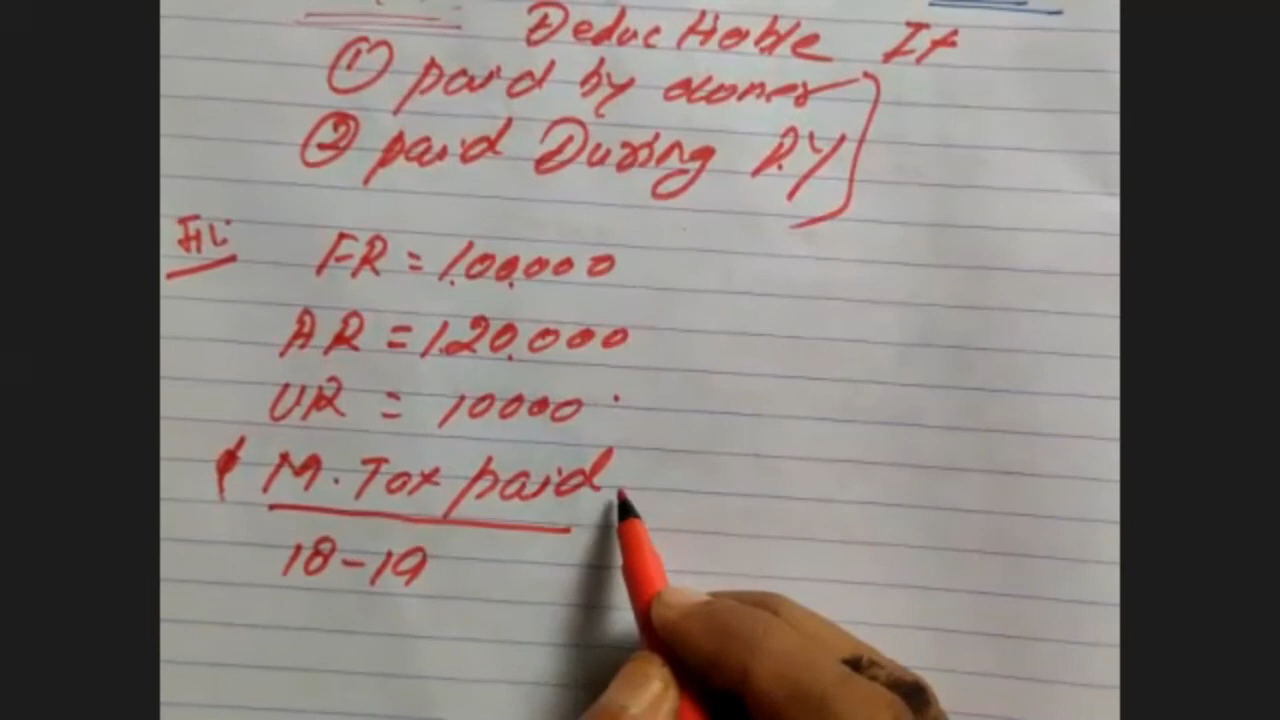 Deductible If
① paid by owner
② paid During P.Y
Ill:
FR = 1,00,000
AR = 1,20,000
UR = 10000
M. Tax paid
18-19